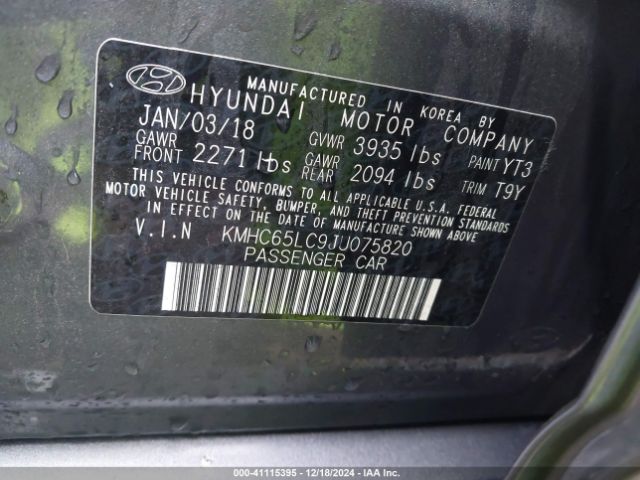 MANUFACTURED IN KOREA BY
HYUNDAI MOTOR COMPANY
JAN/03/18 GVWR 3935 lbs PAINT YT3
GAWR FRONT 2271 lbs GAWR REAR 2094 lbs TRIM T9Y
THIS VEHICLE CONFORMS TO ALL APPLICABLE U.S.A. FEDERAL
MOTOR VEHICLE SAFETY, BUMPER, AND THEFT PREVENTION
STANDARDS IN EFFECT ON THE DATE OF MANUFACTURE SHOWN ABOVE.
V.I.N KMHC65LC9JU075820
PASSENGER CAR
000-41115395 - 12/18/2024 - IAA Inc.